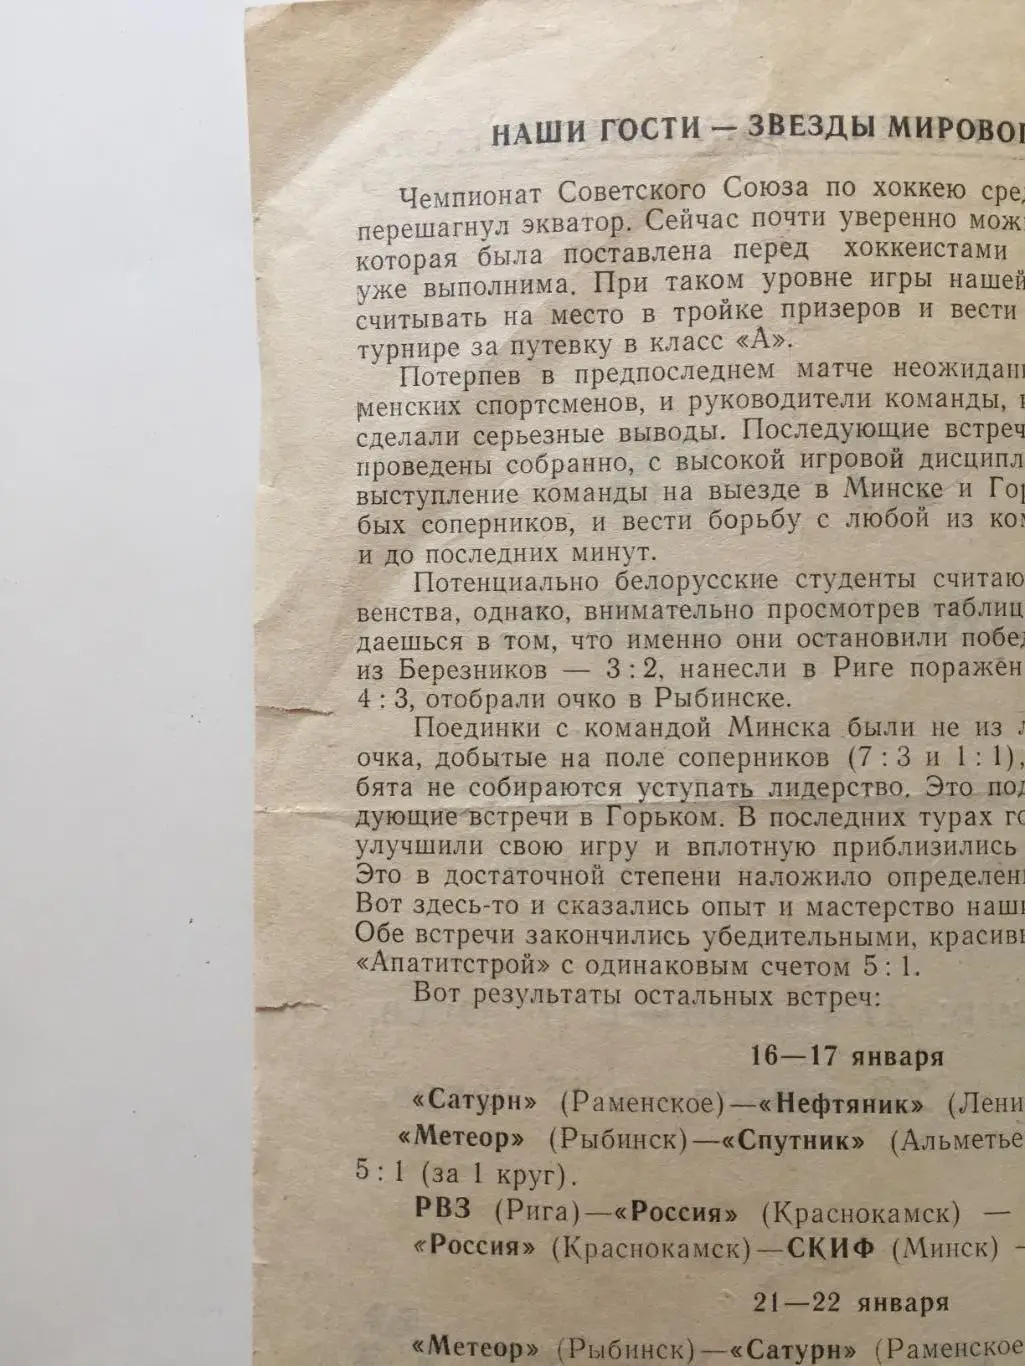 НАШИ ГОСТИ — ЗВЕЗДЫ МИРОВО
Чемпионат Советского Союза по хоккею сре
перешагнул экватор. Сейчас почти уверенно мож
которая была поставлена перед хоккеистами
уже выполнима. При таком уровне игры нашей
считывать на место в тройке призеров и вести
турнире за путевку в класс «А».
Потерпев в предпоследнем матче неожидан
менских спортсменов, и руководители команды,
сделали серьезные выводы. Последующие встреч
проведены собранно, с высокой игровой дисципл
выступление команды на выезде в Минске и Гор
бых соперников, и вести борьбу с любой из ко
и до последних минут.
Потенциально белорусские студенты считаю
венства, однако, внимательно просмотрев таблиц
даешься в том, что именно они остановили побе
из Березников — 3 : 2, нанесли в Риге поражен
4 : 3, отобрали очко в Рыбинске.
Поединки с командой Минска были не из л
очка, добытые на поле соперников (7 : 3 и 1 : 1),
бята не собираются уступать лидерство. Это под
дующие встречи в Горьком. В последних турах го
улучшили свою игру и вплотную приблизились
Это в достаточной степени наложило определен
Вот здесь-то и сказались опыт и мастерство наш
Обе встречи закончились убедительными, красив
«Апатитстрой» с одинаковым счетом 5 : 1.
Вот результаты остальных встреч:
16—17 января
«Сатурн» (Раменское)—«Нефтяник» (Лени
«Метеор» (Рыбинск)—«Спутник» (Альметье
5 : 1 (за 1 круг).
РВЗ (Рига)—«Россия» (Краснокамск) —
«Россия» (Краснокамск)—СКИФ (Минск) -
21—22 января
«Метеор» (Рыбинск)—«Сатурн» (Раменское